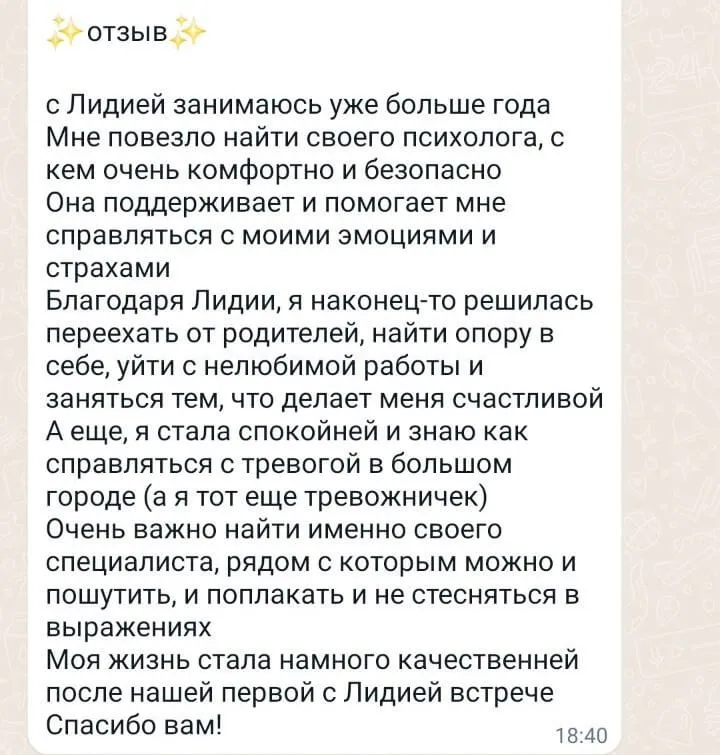 ✨отзыв✨
с Лидией занимаюсь уже больше года
Мне повезло найти своего психолога, с
кем очень комфортно и безопасно
Она поддерживает и помогает мне
справляться с моими эмоциями и
страхами
Благодаря Лидии, я наконец-то решилась
переехать от родителей, найти опору в
себе, уйти с нелюбимой работы и
заняться тем, что делает меня счастливой
А еще, я стала спокойней и знаю как
справляться с тревогой в большом
городе (а я тот еще тревожничек)
Очень важно найти именно своего
специалиста, рядом с которым можно и
пошутить, и поплакать и не стесняться в
выражениях
Моя жизнь стала намного качественней
после нашей первой с Лидией встрече
Спасибо вам!
18:40